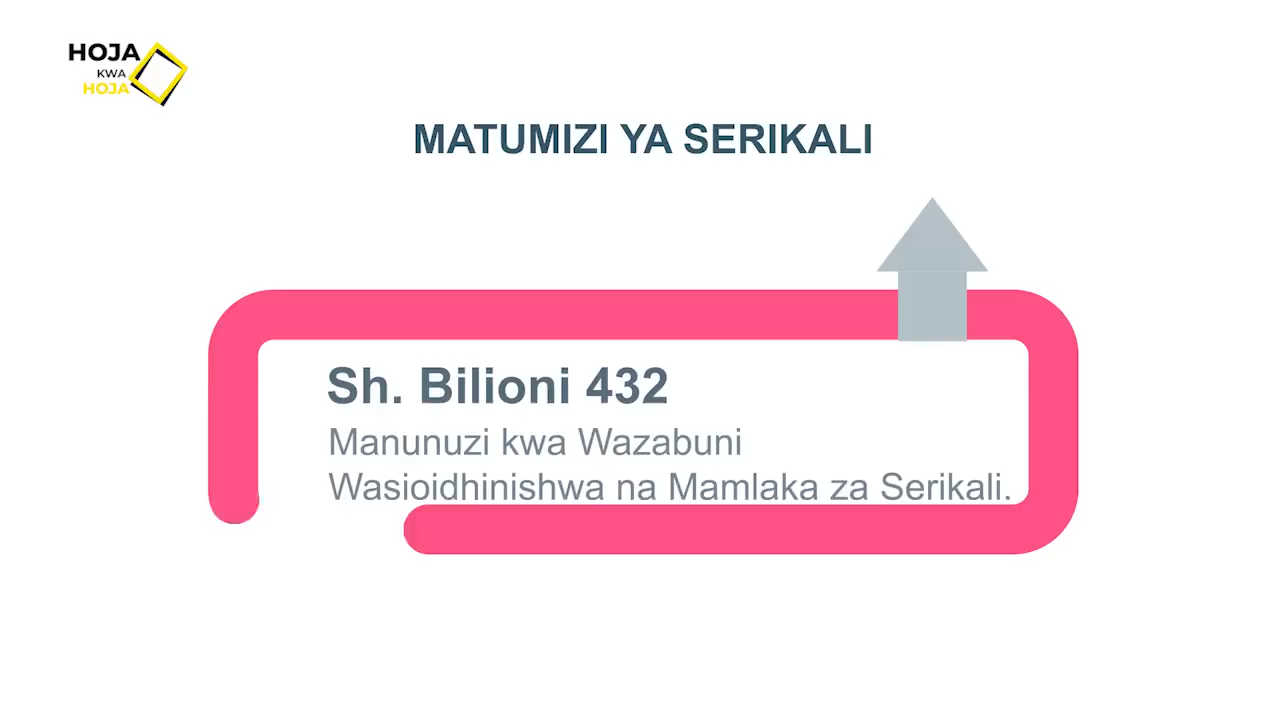 HOJA
KWA
HOJA
MATUMIZI YA SERIKALI
Sh. Bilioni 432
Manunuzi kwa Wazabuni
Wasioidhinishwa na Mamlaka za Serikali.